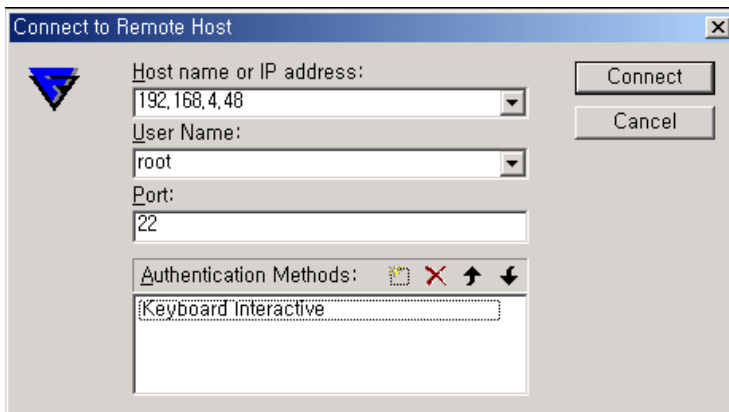 Connect to Remote Host
Host name or IP address:
192,168,4,48
Connect
User Name:
Cancel
root
Port:
22
Authentication Methods:
Keyboard Interactive